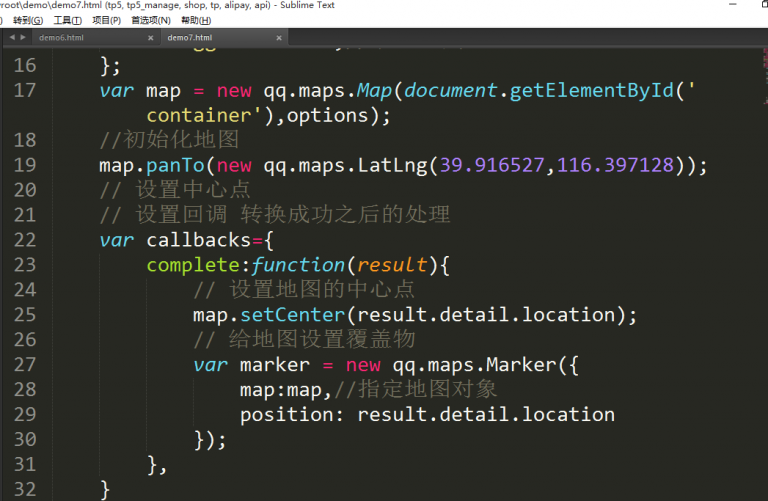 root\demo\demo7.html (tp5, tp5_manage, shop, tp, alipay, api) - Sublime Text
转到(G) 工具(T) 项目(P) 首选项(N) 帮助(H)
demo6.html × demo7.html ×
16 };
17 var map = new qq.maps.Map(document.getElementById('
container'),options);
18 //初始化地图
19 map.panTo(new qq.maps.LatLng(39.916527,116.397128));
20 // 设置中心点
21 // 设置回调 转换成功之后的处理
22 var callbacks={
23 complete:function(result){
24 // 设置地图的中心点
25 map.setCenter(result.detail.location);
26 // 给地图设置覆盖物
27 var marker = new qq.maps.Marker({
28 map:map,//指定地图对象
29 position: result.detail.location
30 });
31 },
32 }